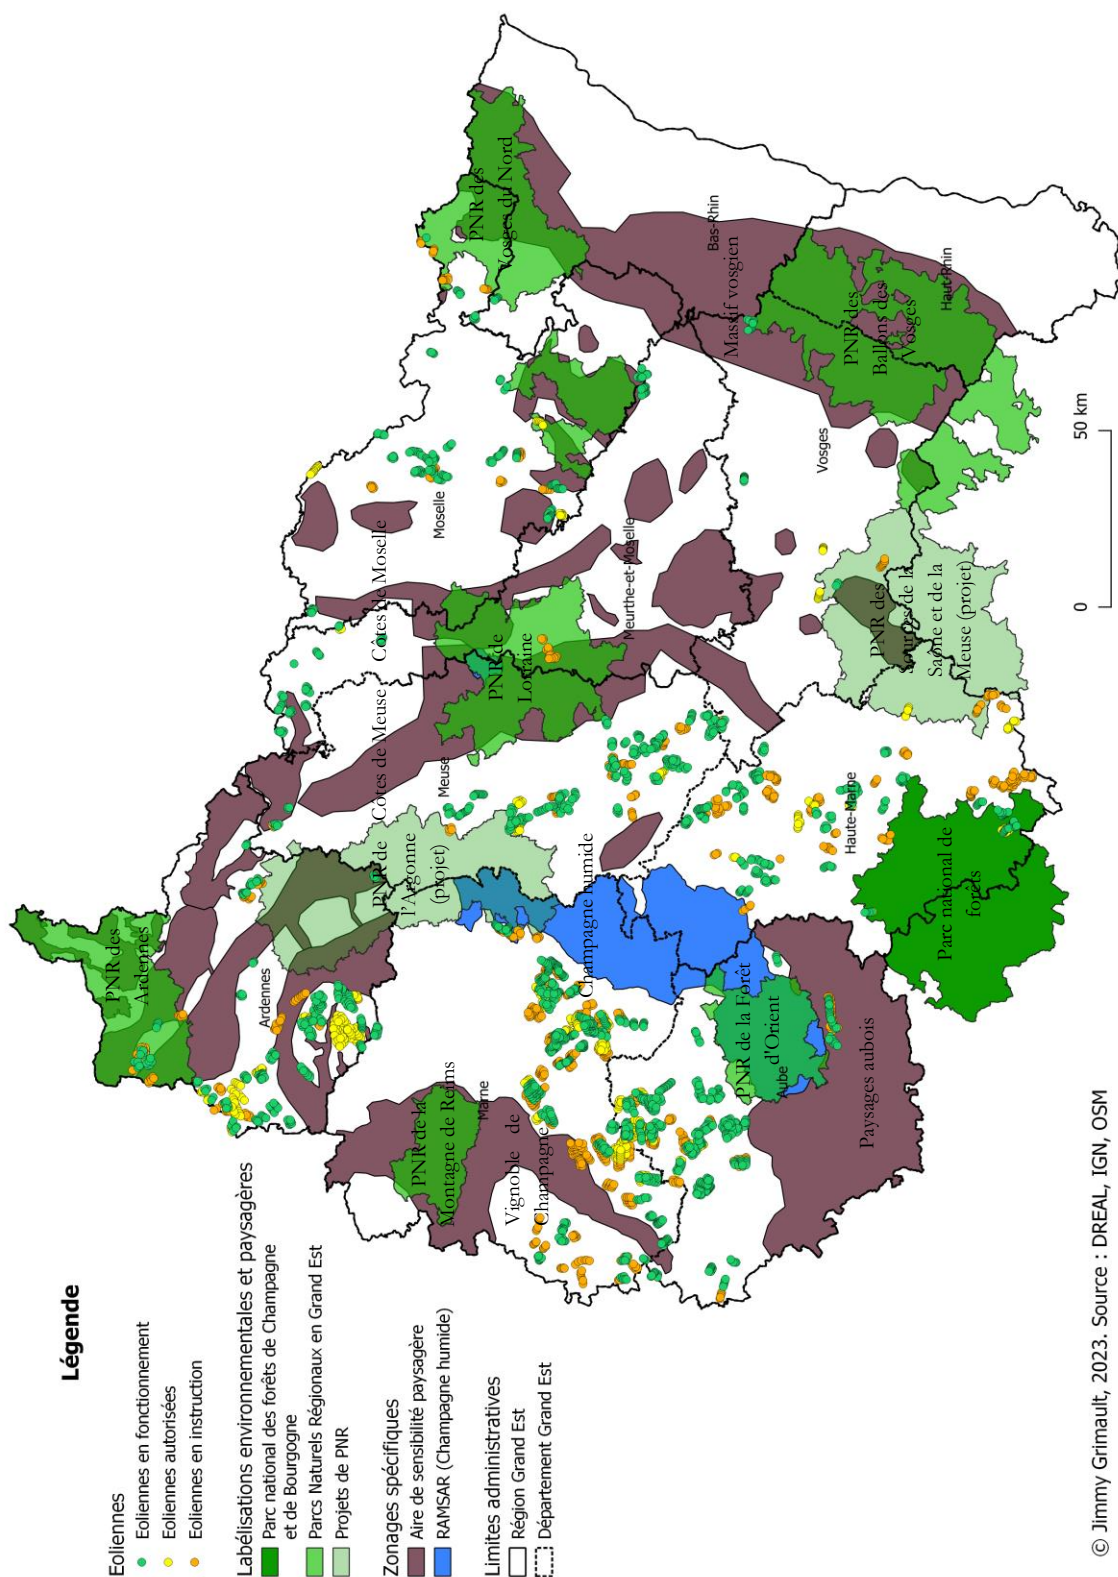 Légende
Eoliennes
Eoliennes en fonctionnement
Eoliennes autorisées
Eoliennes en instruction
Labélisations environnementales et paysagères
Parc national des forêts de Champagne
et de Bourgogne
Parcs Naturels Régionaux en Grand Est
Projets de PNR
Zonages spécifiques
Aire de sensibilité paysagère
RAMSAR (Champagne humide)
Limites administratives
Région Grand Est
Département Grand Est
PNR des
Ardennes
Ardennes
PNR de
l'Argonne
(projet)
Côtes de Meuse
Côtes de Moselle
Meuse
Moselle
PNR de
Lorraine
PNR des
Vosges du Nord
PNR de la
Montagne de Reims
Marne
Vignoble de
Champagne
Champagne humide
Meurthe-et-Moselle
Bas-Rhin
Massif vosgien
PNR de la Forêt
d'Orient
Aube
Paysages aubois
Haute-Marne
Parc national de
forêts
Vosges
PNR des
Sources de la
Saône et de la
Meuse (projet)
PNR des
Ballons des
Vosges
Haut-Rhin
0 50 km
© Jimmy Grimault, 2023. Source : DREAL, IGN, OSM